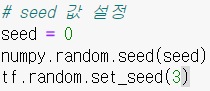 # seed 값 설정
seed = 0
numpy.random.seed(seed)
tf.random.set_seed(3)